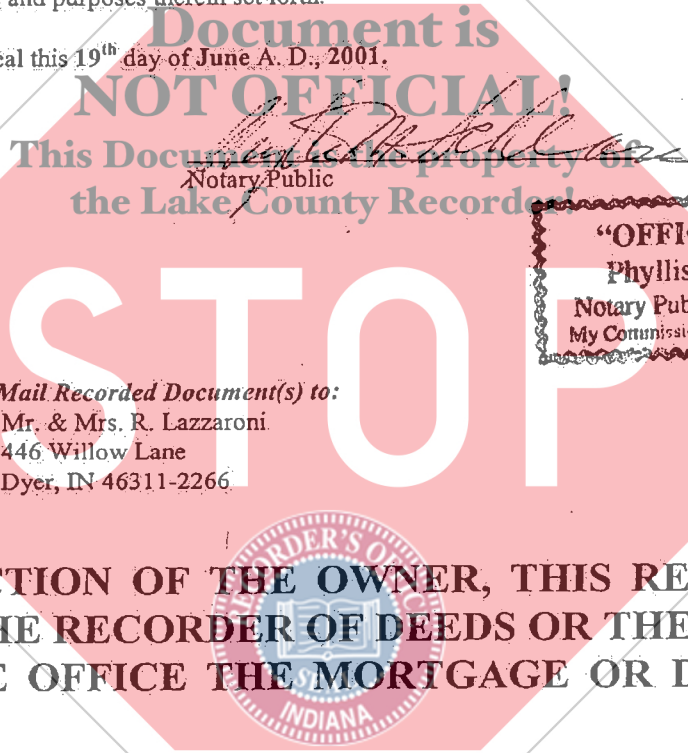 and purposes therein set forth.
Document is
eal this 19th day of June A. D., 2001.
NOT OFFICIAL!
This Document is the property of
Notary Public
the Lake County Recorder!
“OFFI
Phyllis
Notary Pub
My Commissi
STOP
Mail Recorded Document(s) to:
Mr. & Mrs. R. Lazzaroni
446 Willow Lane
Dyer, IN 46311-2266
RECORDER'S OFFICE
CTION OF THE OWNER, THIS RE
HE RECORDER OF DEEDS OR THE
E OFFICE THE MORTGAGE OR D
SEAL
INDIANA